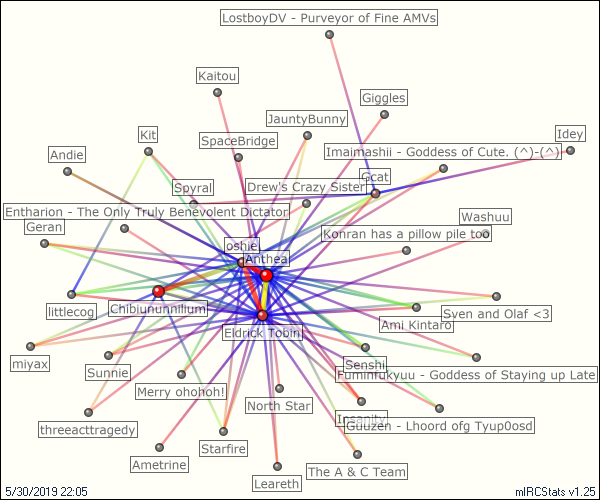 LostboyDV - Purveyor of Fine AMVs
Kaitou
Giggles
JauntyBunny
Kit
SpaceBridge
Idey
Imaimashii - Goddess of Cute. (^)-(^)
Andie
Gcat
Spyral
Drew's Crazy Sister
Entharion - The Only Truly Benevolent Dictator
Washuu
Geran
Konran has a pillow pile too
oshie
Anthea
littlecog
Chibiununnilium
Sven and Olaf <3
Ami Kintaro
Eldrick Tobin
miyax
Sunnie
Senshi
Fuminfukyuu - Goddess of Staying up Late
Merry ohohoh!
North Star
Insanity
Guuzen - Lhoord ofg Tyup0osd
threeacttragedy
Starfire
Ametrine
Leareth
The A & C Team
5/30/2019 22:05
mIRCStats v1.25